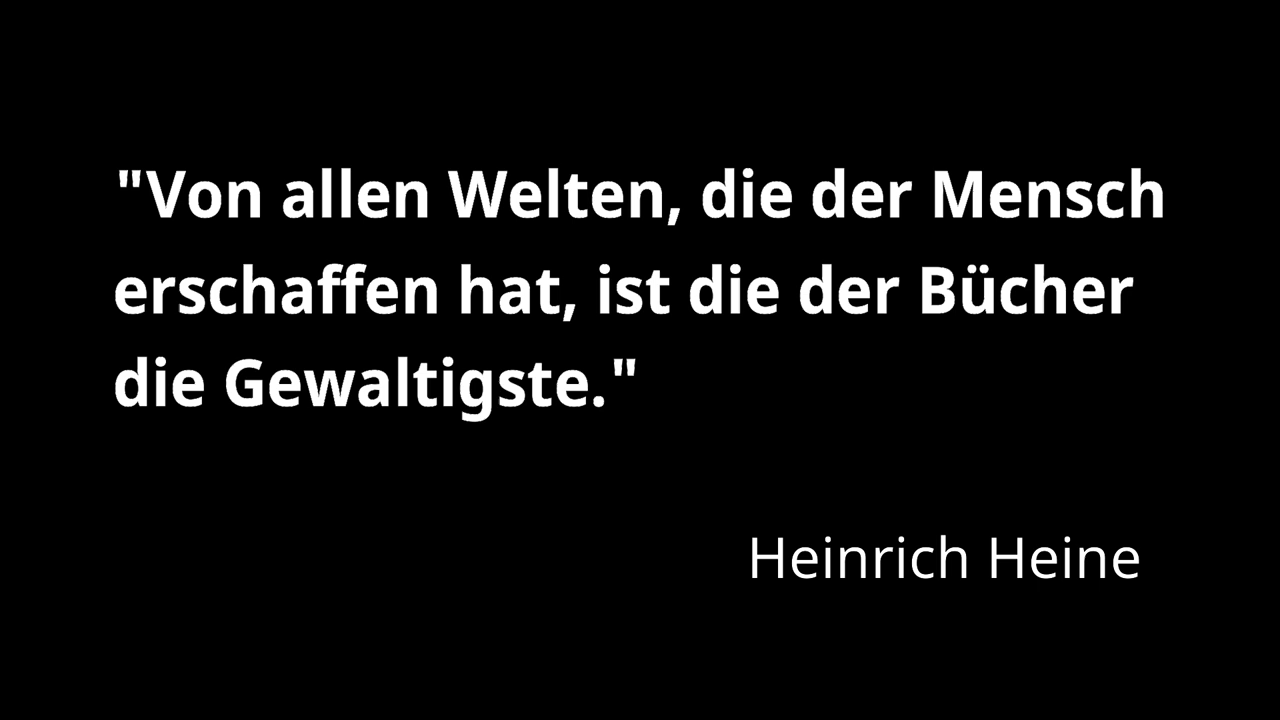 "Von allen Welten, die der Mensch
erschaffen hat, ist die der Bücher
die Gewaltigste."
Heinrich Heine